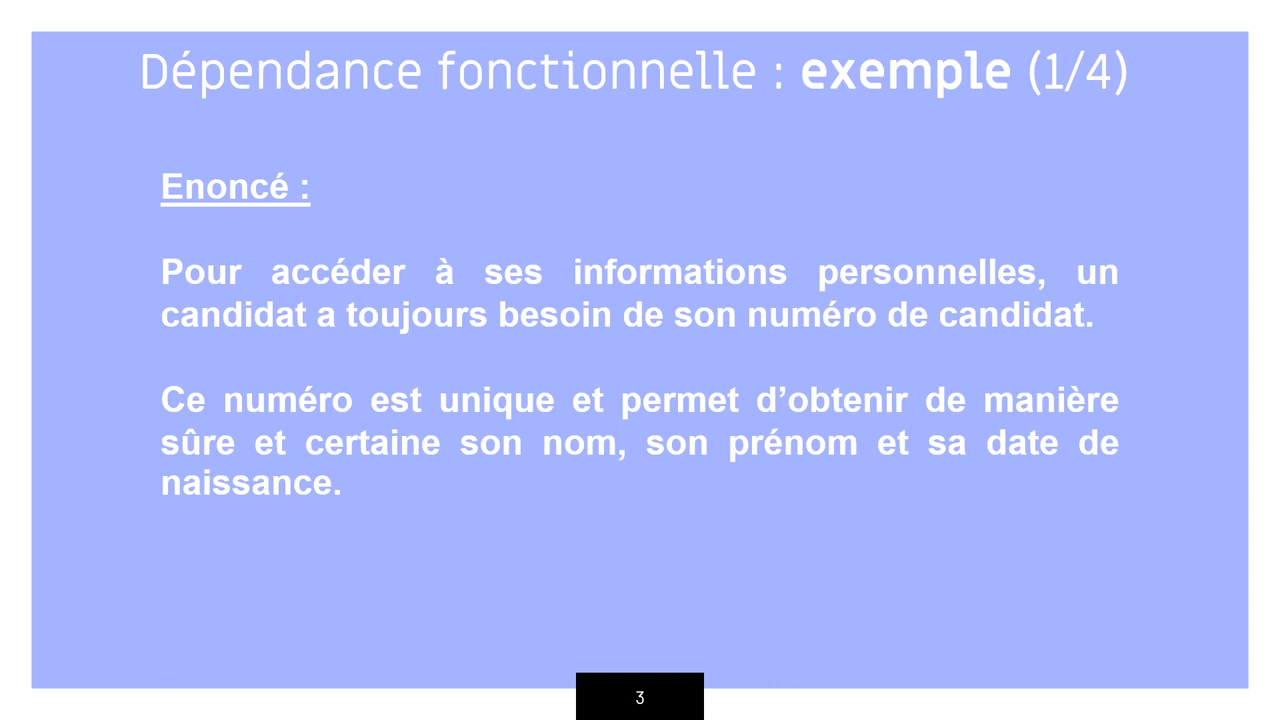 Dépendance fonctionnelle : exemple (1/4)
Enoncé :
Pour accéder à ses informations personnelles, un
candidat a toujours besoin de son numéro de candidat.
Ce numéro est unique et permet d’obtenir de manière
sûre et certaine son nom, son prénom et sa date de
naissance.
3